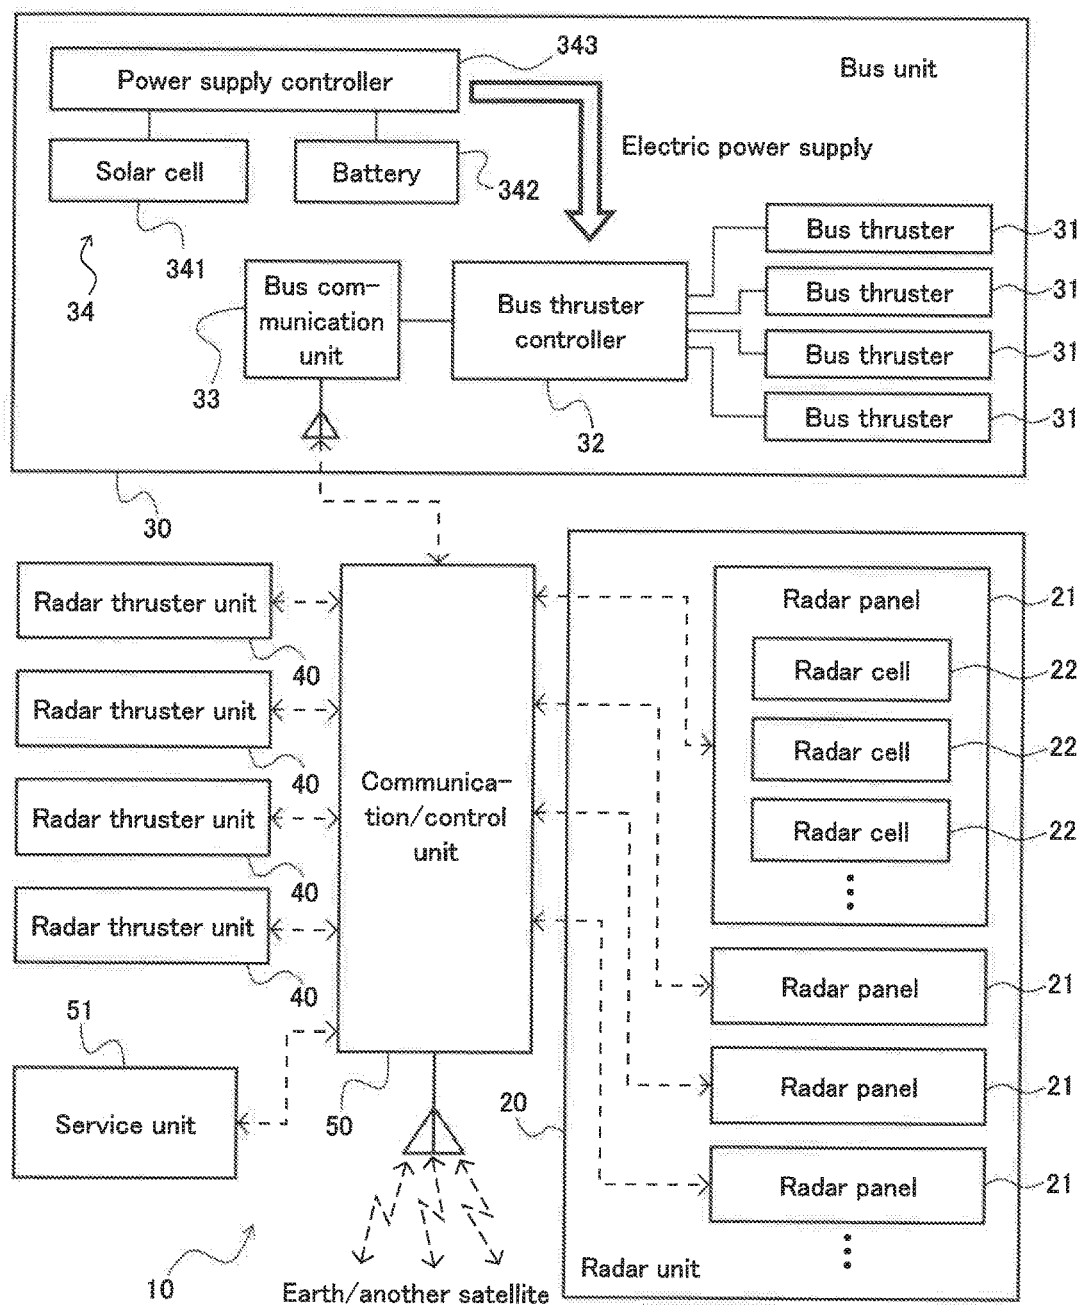 343
Power supply controller
Bus unit
Electric power supply
Solar cell
Battery
342
341
34
Bus thruster
31
Bus com-
munication
unit
Bus thruster
controller
Bus thruster
31
Bus thruster
31
Bus thruster
31
33
32
30
Radar thruster unit
40
Radar thruster unit
40
Radar thruster unit
40
Radar thruster unit
40
Communica-
tion/control
unit
Radar panel
21
Radar cell
22
Radar cell
22
Radar cell
22
Radar panel
21
Radar panel
21
Radar panel
21
51
Service unit
50
20
10
Earth/another satellite
Radar unit